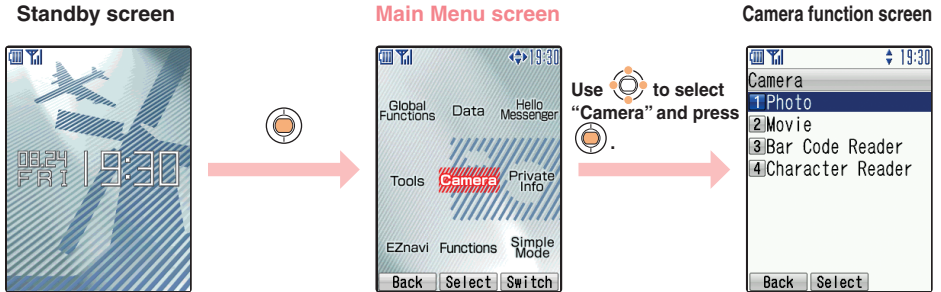 Standby screen
08.24
FRI
19:30
Main Menu screen
19:30
Global
Functions
Data
Hello
Messenger
Tools
Camera
Private
Info
EZnavi
Functions
Simple
Mode
Back Select Switch
Use to select
“Camera” and press
.
Camera function screen
19:30
Camera
1 Photo
2 Movie
3 Bar Code Reader
4 Character Reader
Back Select